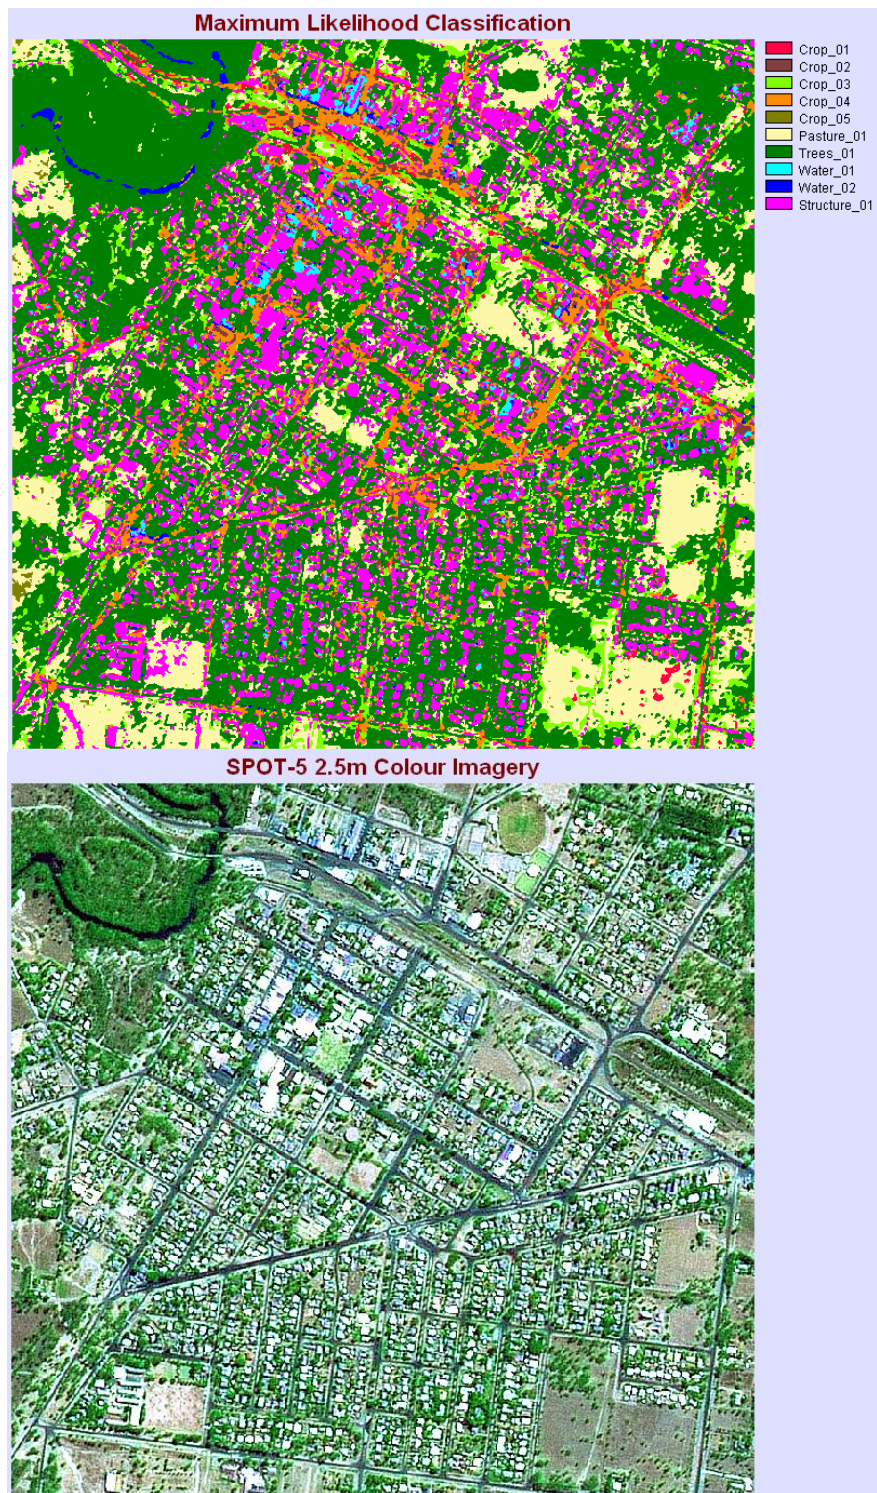 Maximum Likelihood Classification
Crop_01
Crop_02
Crop_03
Crop_04
Crop_05
Pasture_01
Trees_01
Water_01
Water_02
Structure_01
SPOT-5 2.5m Colour Imagery